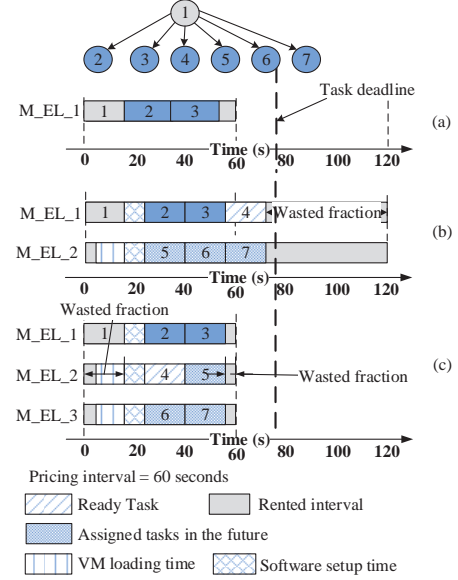 1
2 3 4 5 6 7
Task deadline
M_EL_1 1 2 3
(a)
Time (s)
0 20 40 60 80 100 120
M_EL_1 1 2 3 4 Wasted fraction
(b)
M_EL_2 5 6 7
Time (s)
0 20 40 60 80 100 120
Wasted fraction
M_EL_1 2 3
M_EL_2 4 5
(c)
Wasted fraction
M_EL_3 6 7
Time (s)
0 20 40 60 80 100 120
Pricing interval = 60 seconds
Ready Task Rented interval
Assigned tasks in the future
VM loading time Software setup time